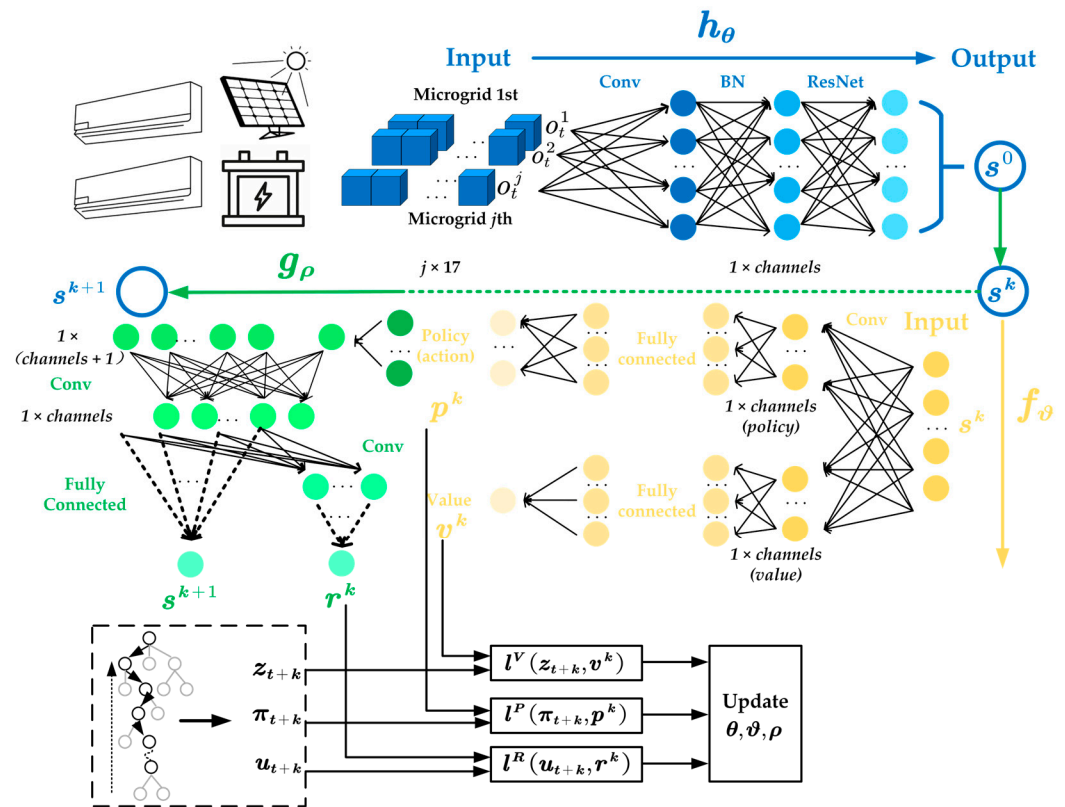 h_θ
Input
Output
Conv
BN
ResNet
Microgrid 1st
o_t^1
o_t^2
... ...
o_t^j
...
...
...
s^0
Microgrid jth
j × 17
1 × channels
g_ρ
s^{k+1}
s^k
1 ×
(channels + 1)
...
Conv
Policy
(action)
...
...
...
Fully
connected
...
...
...
Conv
Input
1 × channels
...
p^k
1 × channels
(policy)
... s^k
f_ϑ
Conv
Fully
Connected
...
...
...
Value
v^k
...
...
Fully
connected
...
...
...
1 × channels
(value)
s^{k+1}
r^k
z_{t+k}
l^V(z_{t+k}, v^k)
π_{t+k}
l^P(π_{t+k}, p^k)
Update
θ, ϑ, ρ
u_{t+k}
l^R(u_{t+k}, r^k)